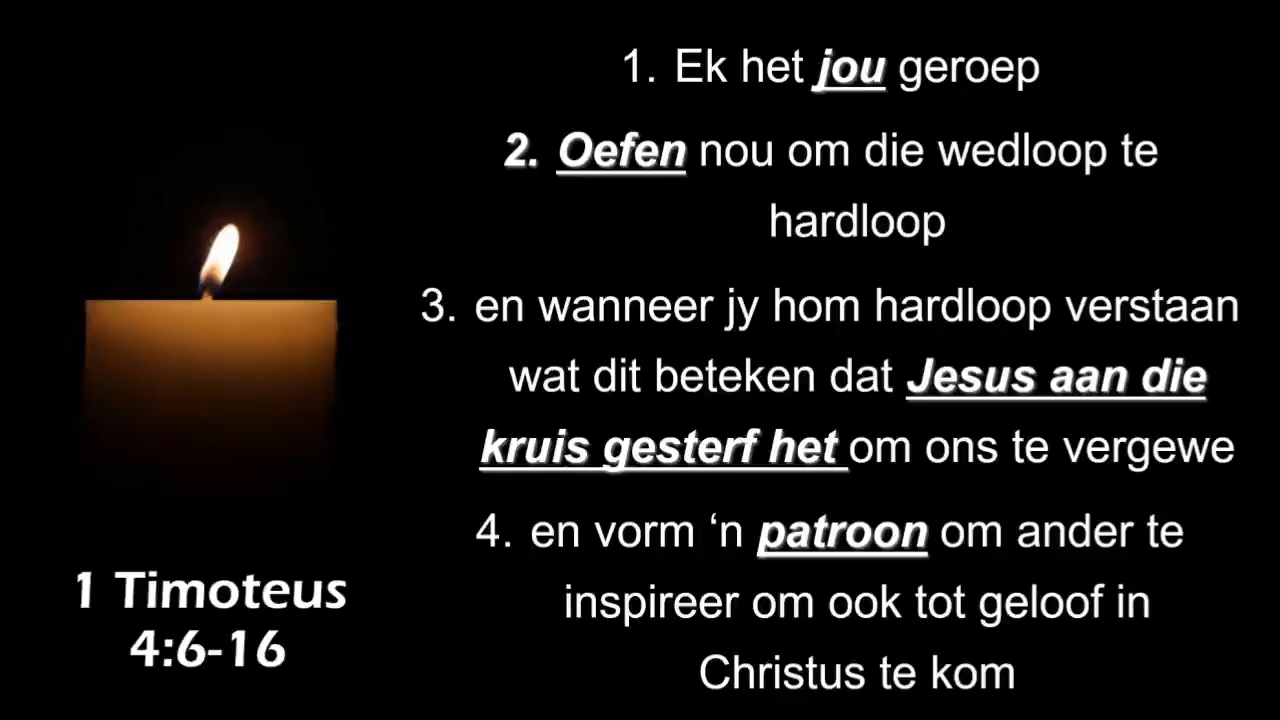 1. Ek het jou geroep
2. Oefen nou om die wedloop te
hardloop
3. en wanneer jy hom hardloop verstaan
wat dit beteken dat Jesus aan die
kruis gesterf het om ons te vergewe
4. en vorm ‘n patroon om ander te
inspireer om ook tot geloof in
Christus te kom
1 Timoteus
4:6-16